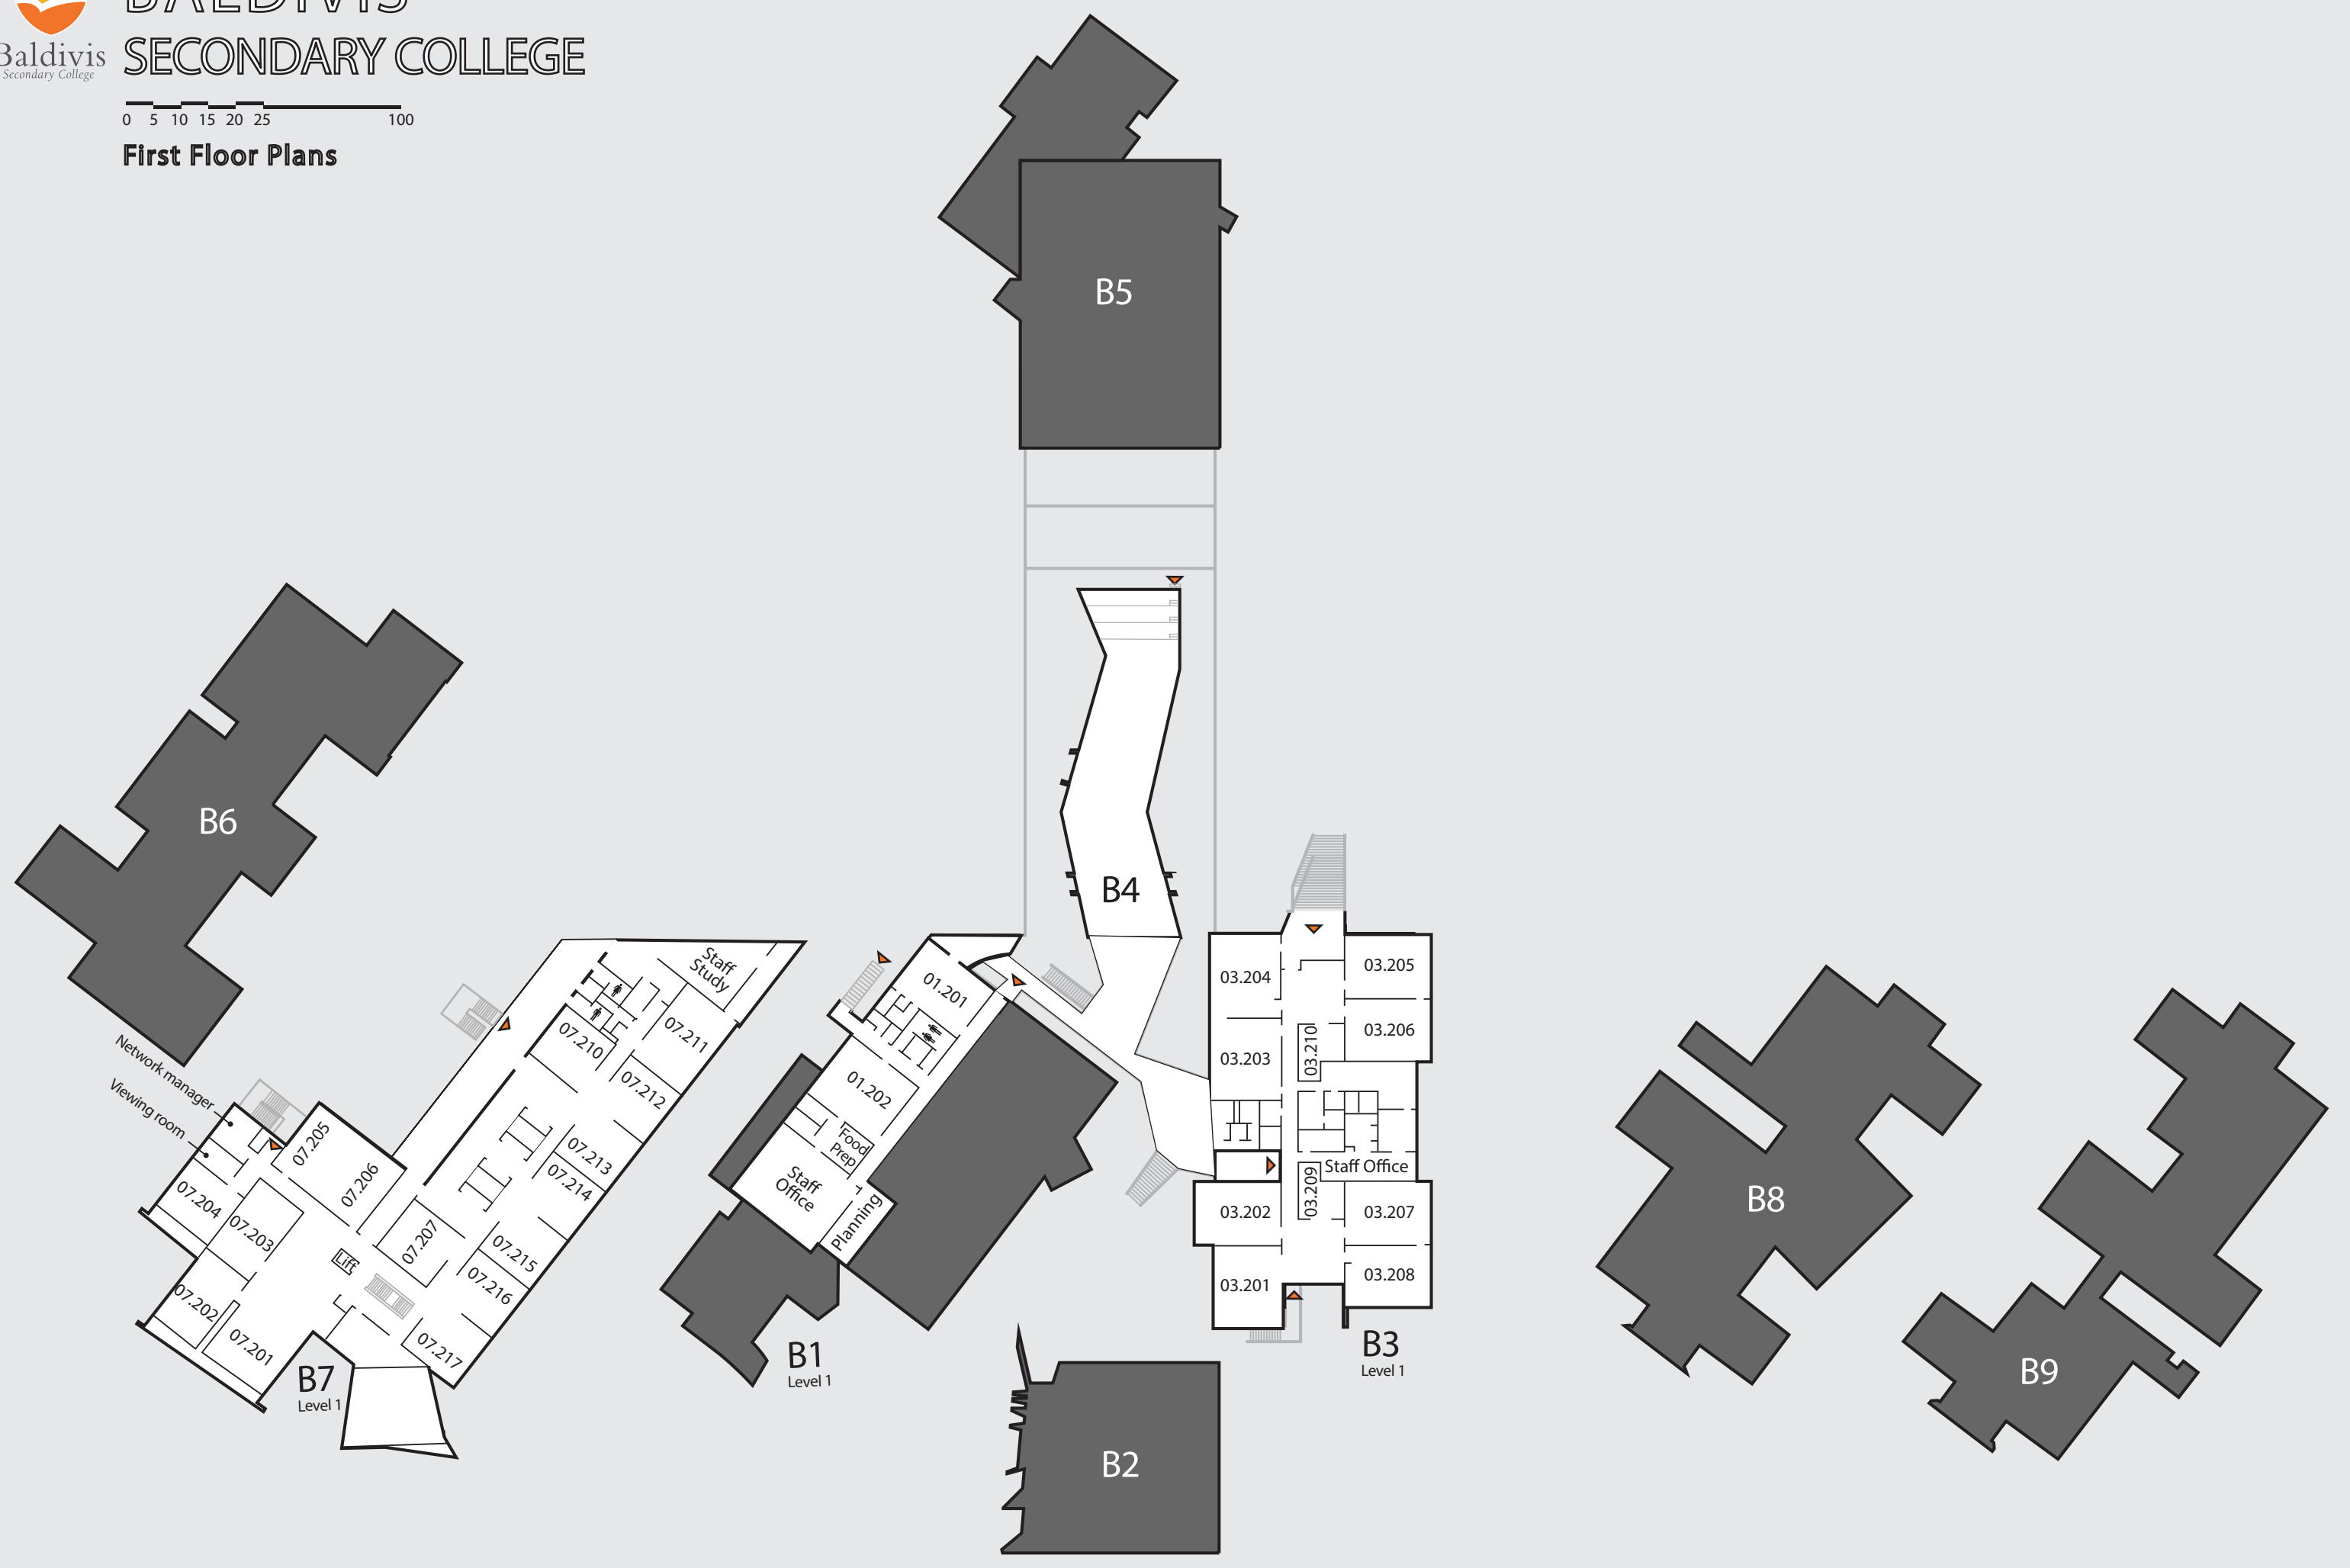 BALDIVIS
SECONDARY COLLEGE
Baldivis
Secondary College
0 5 10 15 20 25 100
First Floor Plans
B5
B6
B4
Staff
Study
07.211
07.210
07.212
07.213
07.214
07.215
07.216
07.217
07.207
Lift
Network manager
Viewing room
07.205
07.206
07.204
07.203
07.202
07.201
B7
Level 1
01.201
01.202
Food
Prep
Staff
Office
Planning
B1
Level 1
03.204
03.205
03.203
03.210
03.206
Staff Office
03.209
03.202
03.207
03.201
03.208
B3
Level 1
B2
B8
B9